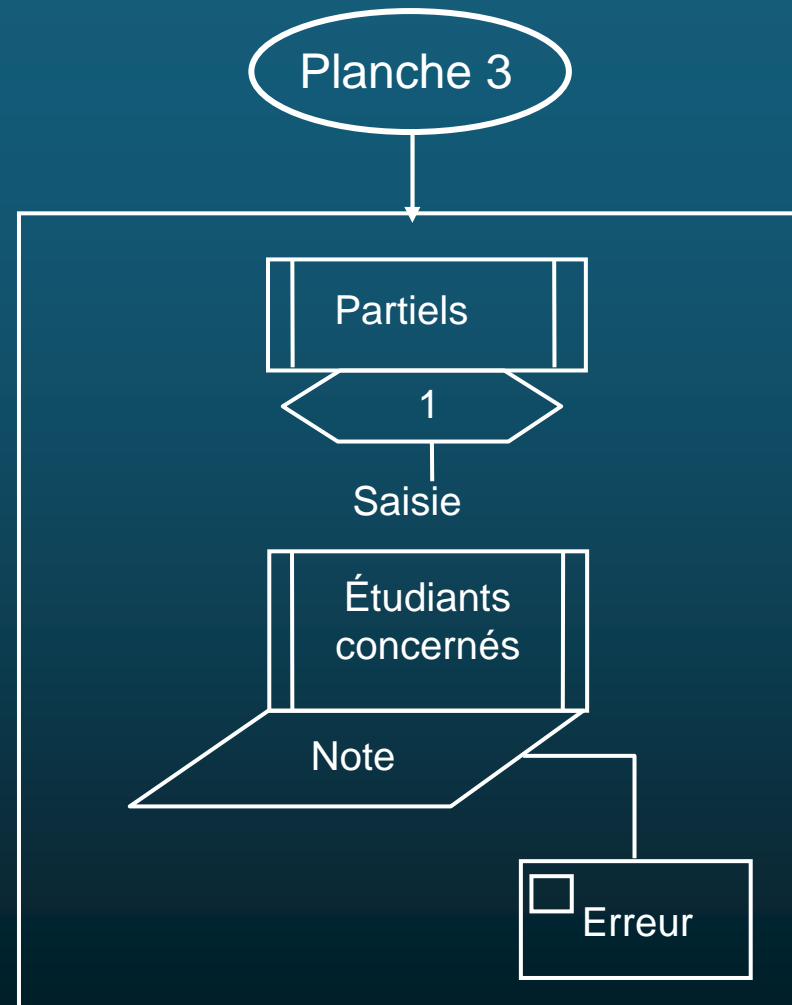 Planche 3
Partiels
1
Saisie
Étudiants
concernés
Note
Erreur